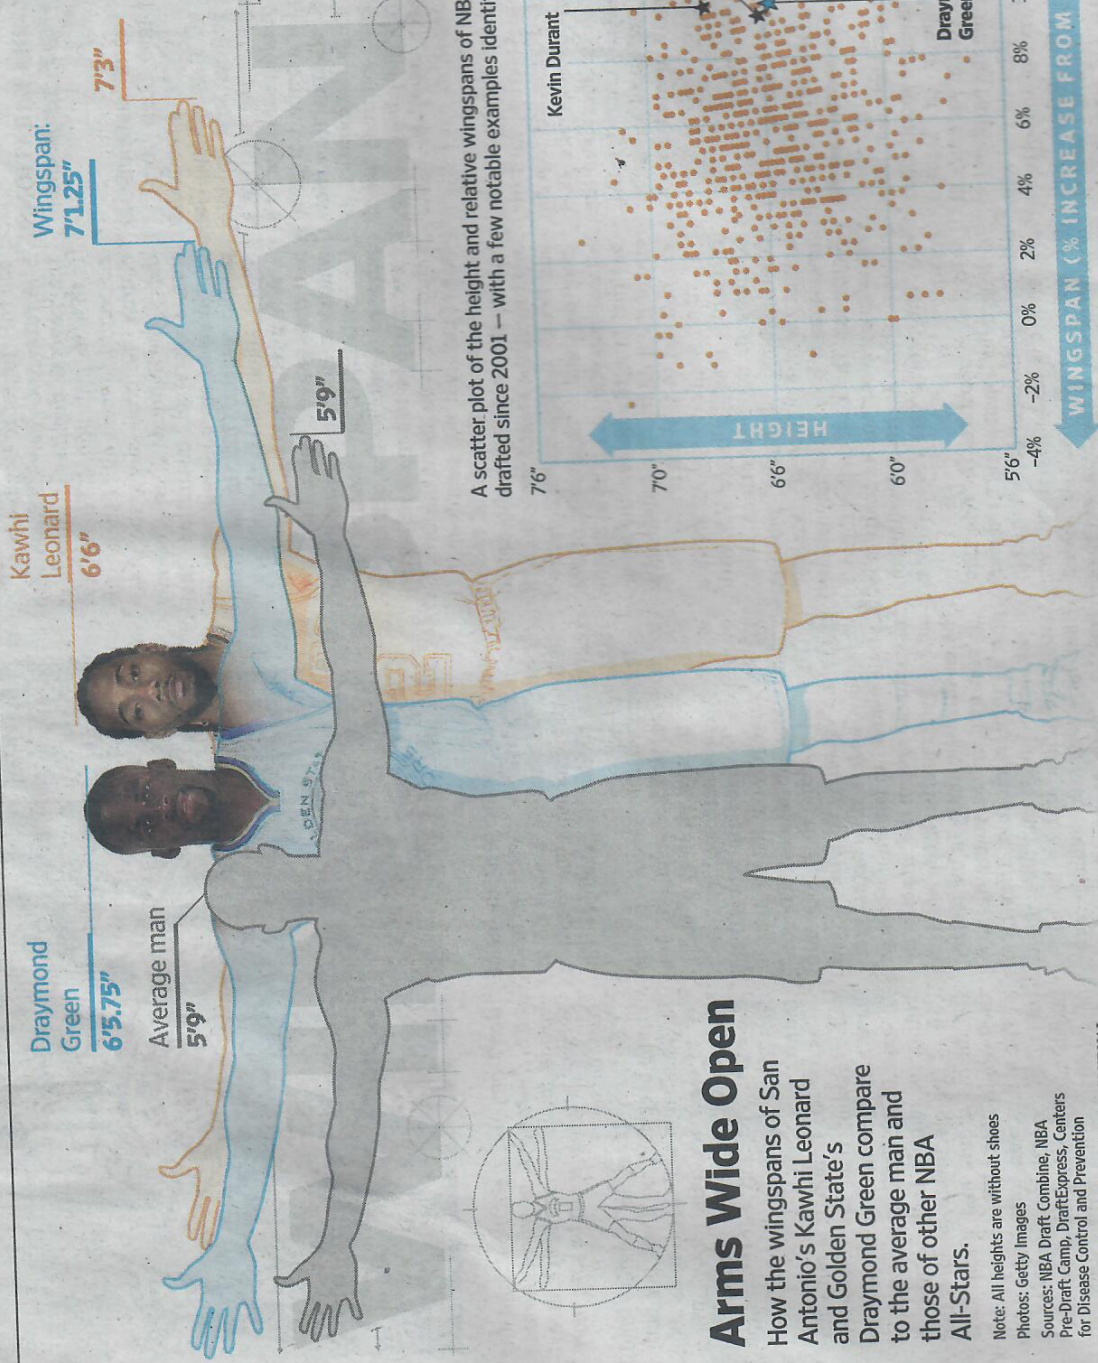 Draymond
Green
6'5.75"
Average man
5'9"
Kawhi
Leonard
6'6"
Wingspan:
7'1.25"
7'3"
5'9"
Arms Wide Open
How the wingspans of San
Antonio's Kawhi Leonard
and Golden State's
Draymond Green compare
to the average man and
those of other NBA
All-Stars.
Note: All heights are without shoes
Photos: Getty Images
Sources: NBA Draft Combine, NBA
Pre-Draft Camp, DraftExpress, Centers
for Disease Control and Prevention
A scatter plot of the height and relative wingspans of NB
drafted since 2001 — with a few notable examples identi
7'6"
7'0"
6'6"
6'0"
5'6"
HEIGHT
Kevin Durant
Dray
Gree
-4%
-2%
0%
2%
4%
6%
8%
WINGSPAN (% INCREASE FROM